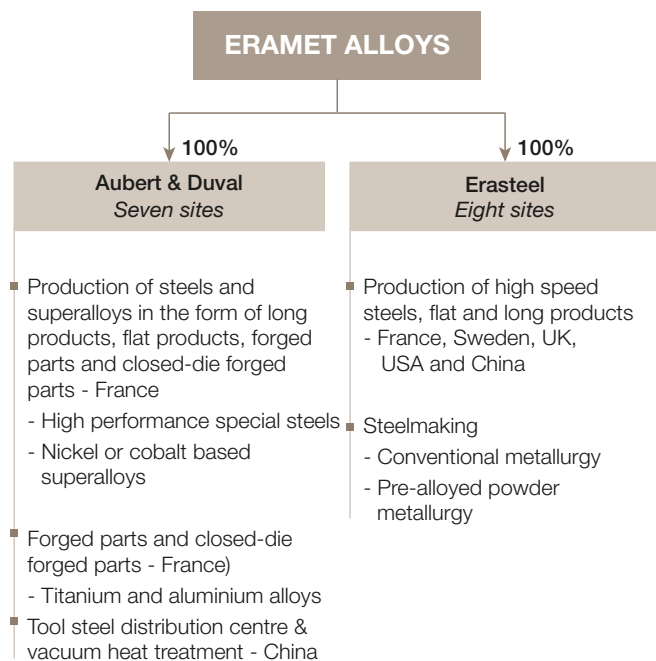 ERAMET ALLOYS
100%
100%
Aubert & Duval
Seven sites
Production of steels and
superalloys in the form of long
products, flat products, forged
parts and closed-die forged
parts - France
- High performance special steels
- Nickel or cobalt based
superalloys
Forged parts and closed-die
forged parts - France)
- Titanium and aluminium alloys
Tool steel distribution centre &
vacuum heat treatment - China
Erasteel
Eight sites
Production of high speed
steels, flat and long products
- France, Sweden, UK,
USA and China
Steelmaking
- Conventional metallurgy
- Pre-alloyed powder
metallurgy